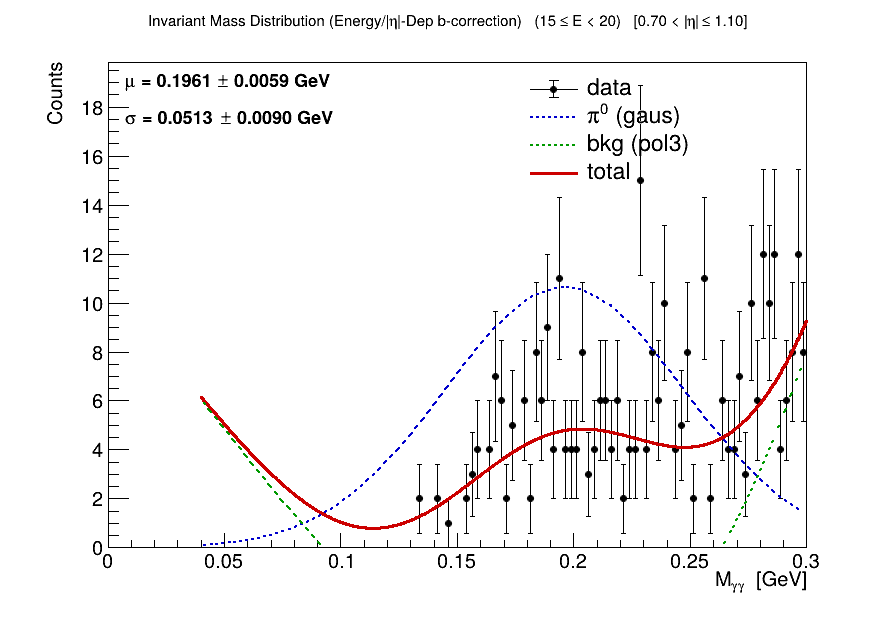 Invariant Mass Distribution (Energy/|η|-Dep b-correction) (15 ≤ E < 20) [0.70 < |η| ≤ 1.10]
Counts
μ = 0.1961 ± 0.0059 GeV
σ = 0.0513 ± 0.0090 GeV
data
π⁰ (gaus)
bkg (pol3)
total
18
16
14
12
10
8
6
4
2
0
0 0.05 0.1 0.15 0.2 0.25 0.3
M_γγ [GeV]